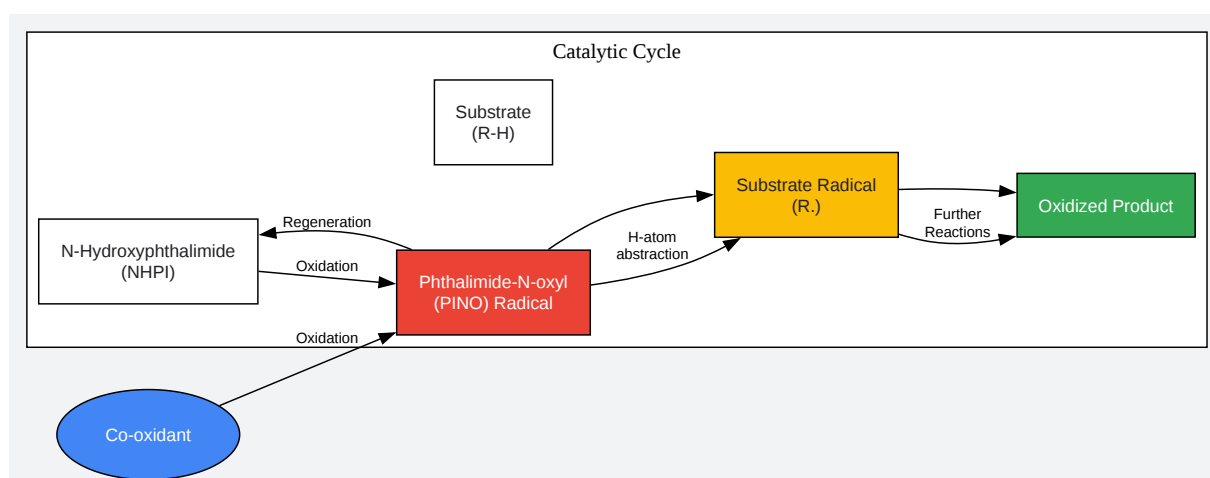 Catalytic Cycle
Substrate
(R-H)
Substrate Radical
(R.)
Oxidized Product
Further
Reactions
Regeneration
N-Hydroxyphthalimide
(NHPI)
H-atom
abstraction
Oxidation
Phthalimide-N-oxyl
(PINO) Radical
Oxidation
Co-oxidant